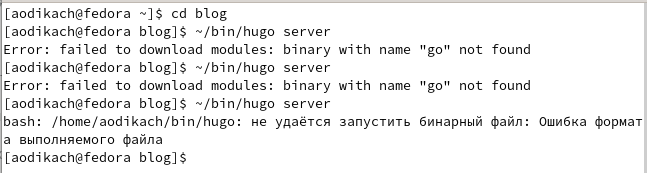 [aodikach@fedora ~]$ cd blog
[aodikach@fedora blog]$ ~/bin/hugo server
Error: failed to download modules: binary with name "go" not found
[aodikach@fedora blog]$ ~/bin/hugo server
Error: failed to download modules: binary with name "go" not found
[aodikach@fedora blog]$ ~/bin/hugo server
bash: /home/aodikach/bin/hugo: не удаётся запустить бинарный файл: Ошибка формат
а выполняемого файла
[aodikach@fedora blog]$